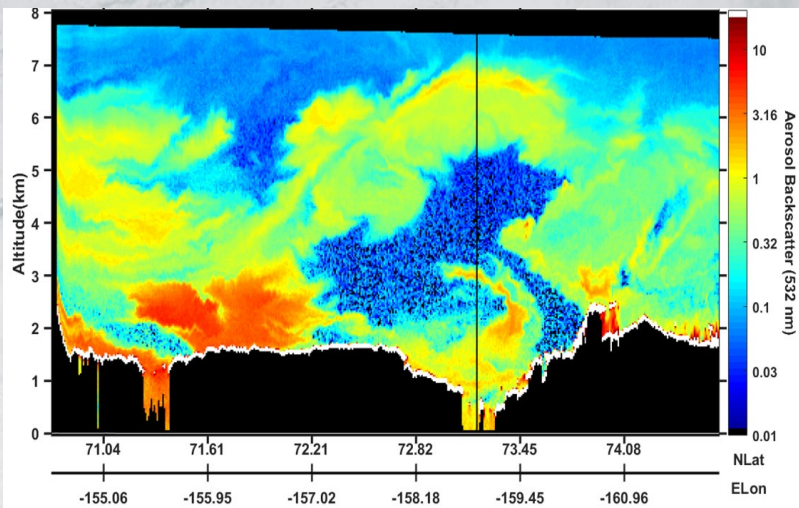 8
7
6
5
4
3
2
1
0
Altitude(km)
10
3.16
1
0.32
0.1
0.03
0.01
Aerosol Backscatter (532 nm)
71.04 71.61 72.21 72.82 73.45 74.08
NLat
-155.06 -155.95 -157.02 -158.18 -159.45 -160.96
ELon